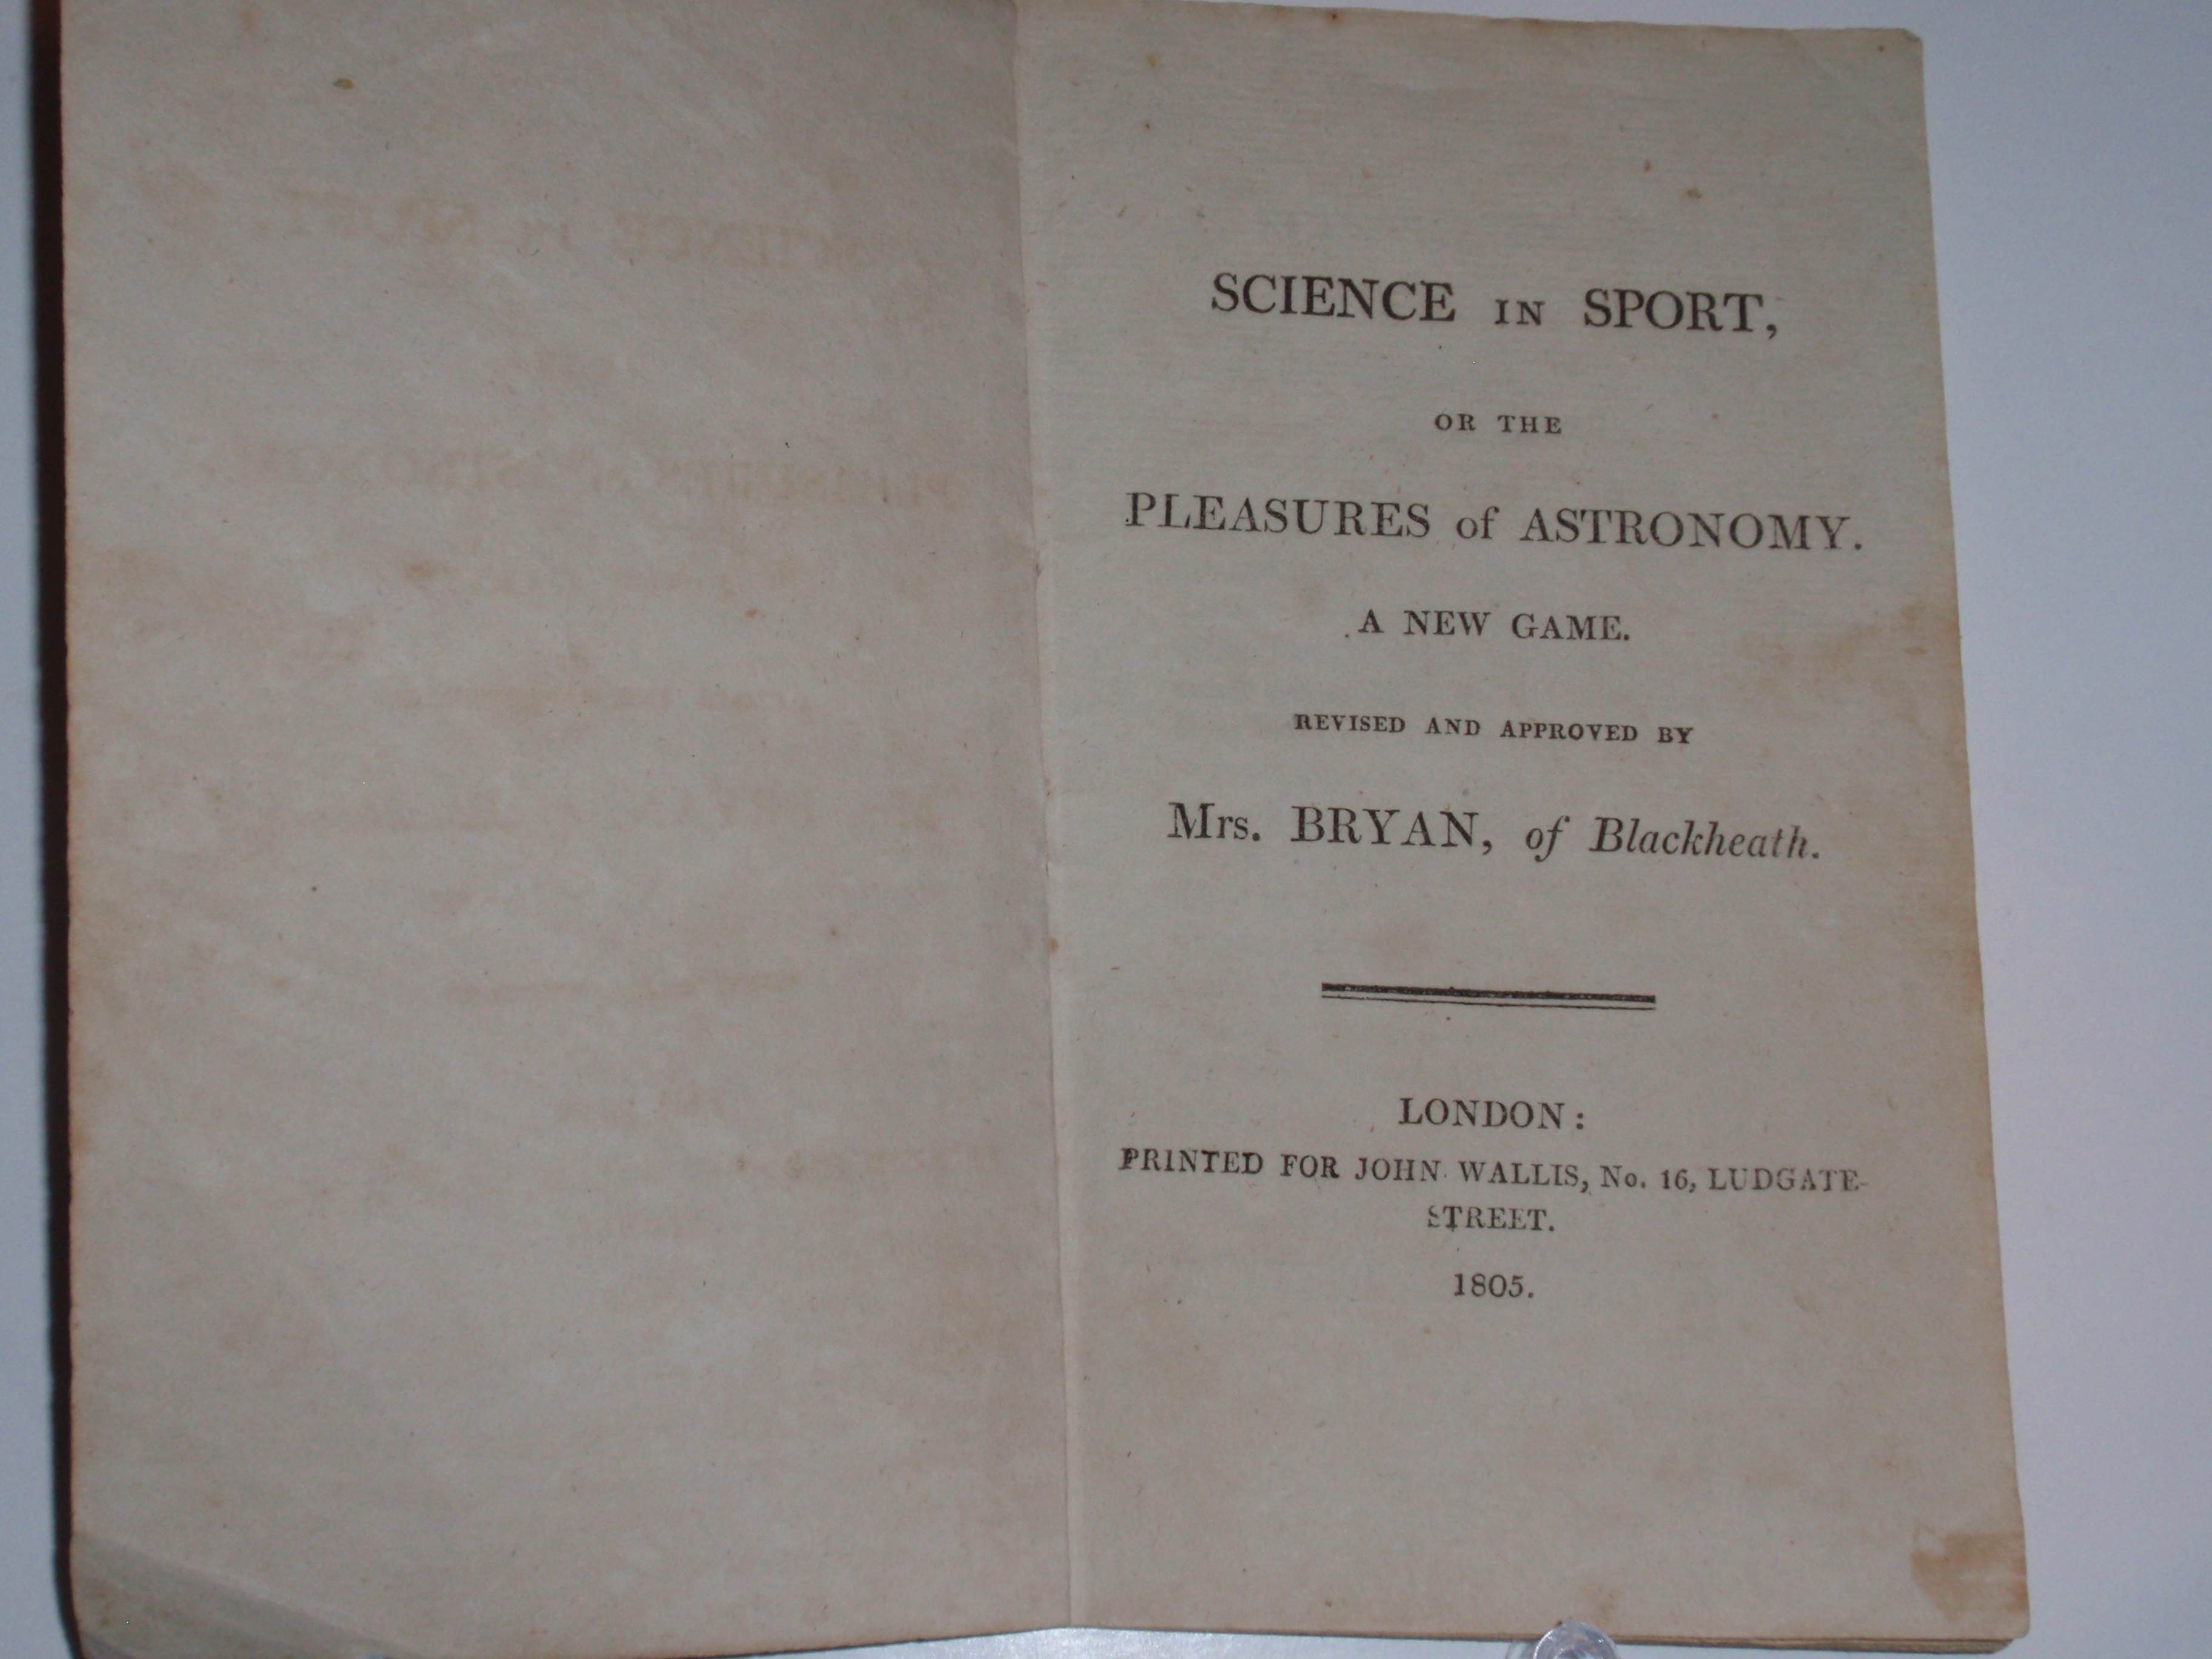 SCIENCE IN SPORT,
OR THE
PLEASURES of ASTRONOMY.
A NEW GAME.
REVISED AND APPROVED BY
Mrs. BRYAN, of Blackheath.
LONDON:
PRINTED FOR JOHN WALLIS, No. 16, LUDGATE-
STREET.
1805.